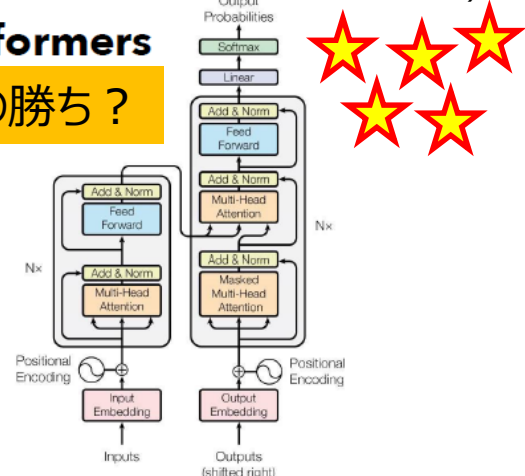 formers
の勝ち？
Output
Probabilities
Softmax
Linear
Add & Norm
Feed
Forward
Add & Norm
Multi-Head
Attention
Nx
Add & Norm
Masked
Multi-Head
Attention
Add & Norm
Feed
Forward
Nx
Add & Norm
Multi-Head
Attention
Positional
Encoding
Positional
Encoding
Input
Embedding
Output
Embedding
Inputs
Outputs
(shifted right)